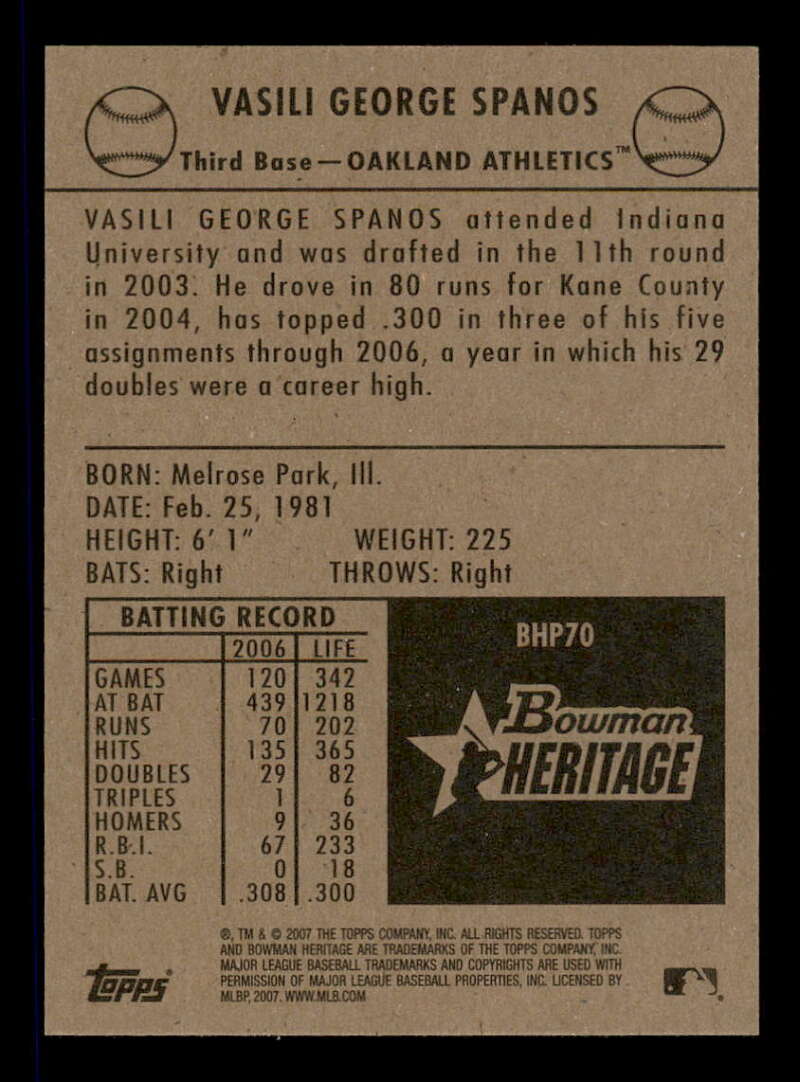 VASILI GEORGE SPANOS
Third Base—OAKLAND ATHLETICS™
VASILI GEORGE SPANOS attended Indiana
University and was drafted in the 11th round
in 2003. He drove in 80 runs for Kane County
in 2004, has topped .300 in three of his five
assignments through 2006, a year in which his 29
doubles were a career high.
BORN: Melrose Park, Ill.
DATE: Feb. 25, 1981
HEIGHT: 6' 1" WEIGHT: 225
BATS: Right THROWS: Right
BATTING RECORD
2006 LIFE
GAMES 120 342
AT BAT 439 1218
RUNS 70 202
HITS 135 365
DOUBLES 29 82
TRIPLES 1 6
HOMERS 9 36
R.B.I. 67 233
S.B. 0 18
BAT. AVG .308 .300
BHP70
Bowman
HERITAGE
®, TM & © 2007 THE TOPPS COMPANY, INC. ALL RIGHTS RESERVED. TOPPS
AND BOWMAN HERITAGE ARE TRADEMARKS OF THE TOPPS COMPANY, INC.
MAJOR LEAGUE BASEBALL TRADEMARKS AND COPYRIGHTS ARE USED WITH
PERMISSION OF MAJOR LEAGUE BASEBALL PROPERTIES, INC. LICENSED BY
MLBP, 2007. WWW.MLB.COM
topps